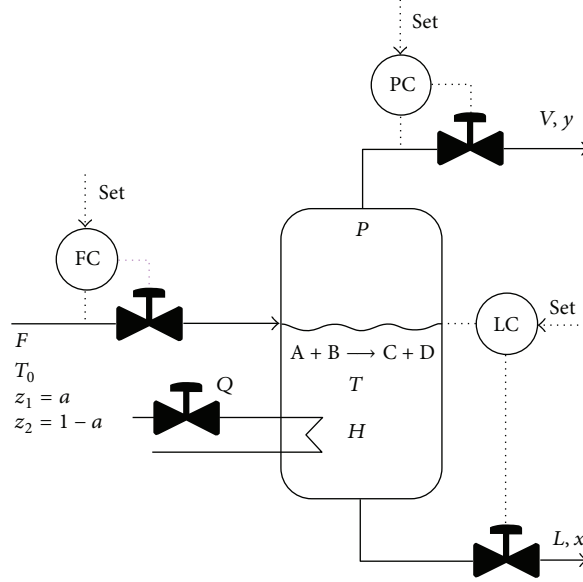 Set
PC
V, y
Set
P
FC
F
T₀
z₁ = a
z₂ = 1 − a
A + B ⟶ C + D
T
LC
Set
Q
H
L, x